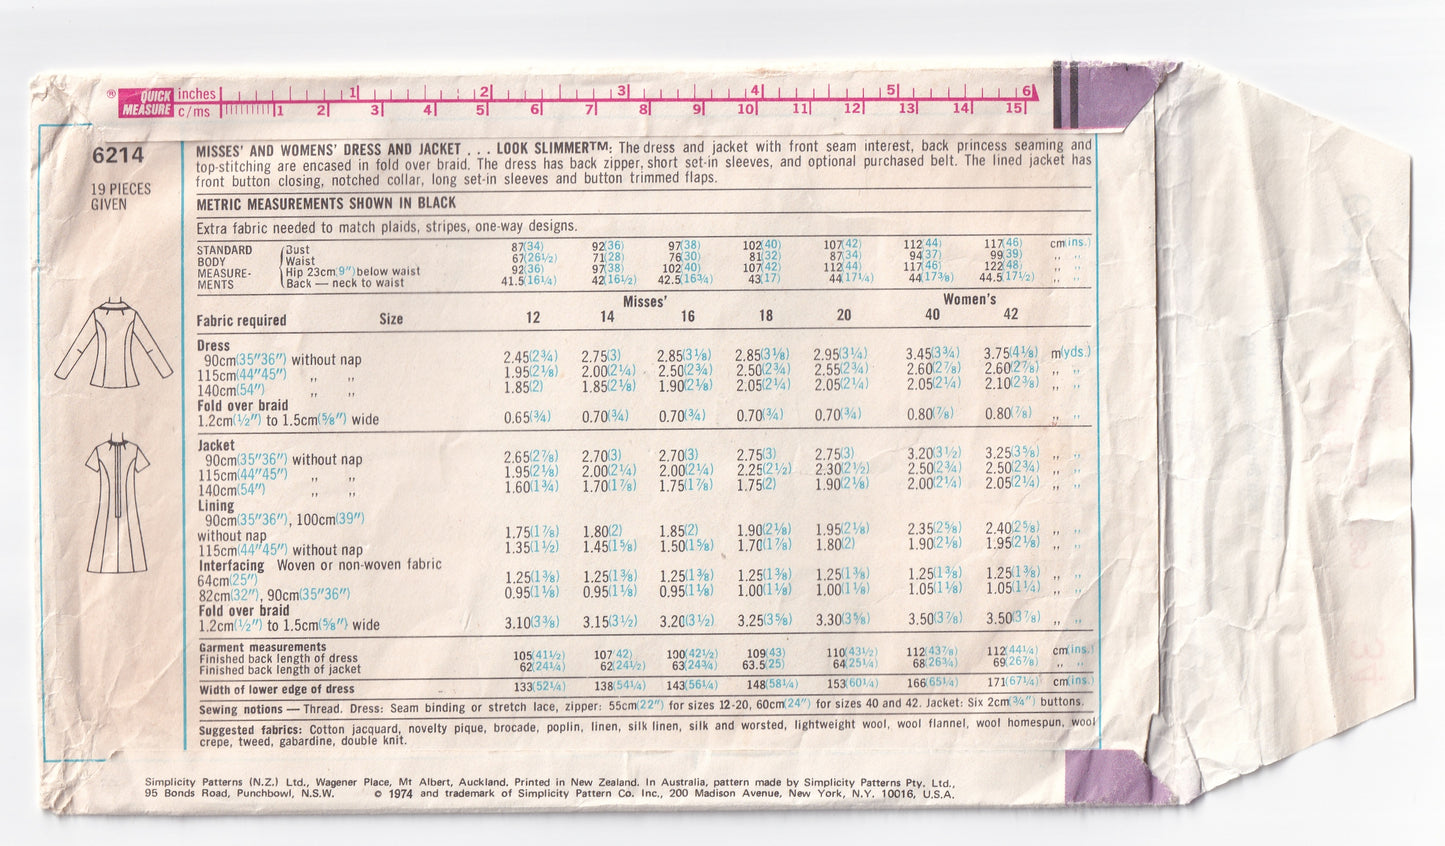 ® QUICK MEASURE inches 1 2 3 4 5 6
c/ms 1 2 3 4 5 6 7 8 9 10 11 12 13 14 15
6214
19 PIECES
GIVEN
MISSES' AND WOMENS' DRESS AND JACKET . . . LOOK SLIMMER™: The dress and jacket with front seam interest, back princess seaming and
top-stitching are encased in fold over braid. The dress has back zipper, short set-in sleeves, and optional purchased belt. The lined jacket has
front button closing, notched collar, long set-in sleeves and button trimmed flaps.
METRIC MEASUREMENTS SHOWN IN BLACK
Extra fabric needed to match plaids, stripes, one-way designs.
STANDARD Bust 87(34) 92(36) 97(38) 102(40) 107(42) 112(44) 117(46) cm(ins.)
BODY Waist 67(26½) 71(28) 76(30) 81(32) 87(34) 94(37) 99(39) ,, ,,
MEASURE- Hip 23cm(9") below waist 92(36) 97(38) 102(40) 107(42) 112(44) 117(46) 122(48) ,, ,,
MENTS Back — neck to waist 41.5(16¼) 42(16½) 42.5(16¾) 43(17) 44(17¼) 44(17⅜) 44.5(17½) ,, ,,
Misses' Women's
Fabric required Size 12 14 16 18 20 40 42
Dress
90cm(35"36") without nap 2.45(2¾) 2.75(3) 2.85(3⅛) 2.85(3⅛) 2.95(3¼) 3.45(3¾) 3.75(4⅛) m(yds.)
115cm(44"45") ,, ,, 1.95(2⅛) 2.00(2¼) 2.50(2¾) 2.50(2¾) 2.55(2¾) 2.60(2⅞) 2.60(2⅞) ,, ,,
140cm(54") ,, ,, 1.85(2) 1.85(2⅛) 1.90(2⅛) 2.05(2¼) 2.05(2¼) 2.05(2¼) 2.10(2⅜) ,, ,,
Fold over braid
1.2cm(½") to 1.5cm(⅝") wide 0.65(¾) 0.70(¾) 0.70(¾) 0.70(¾) 0.70(¾) 0.80(⅞) 0.80(⅞) ,, ,,
Jacket
90cm(35"36") without nap 2.65(2⅞) 2.70(3) 2.70(3) 2.75(3) 2.75(3) 3.20(3½) 3.25(3⅝) ,, ,,
115cm(44"45") ,, ,, 1.95(2⅛) 2.00(2¼) 2.00(2¼) 2.25(2½) 2.30(2½) 2.50(2¾) 2.50(2¾) ,, ,,
140cm(54") ,, ,, 1.60(1¾) 1.70(1⅞) 1.75(1⅞) 1.75(2) 1.90(2⅛) 2.00(2¼) 2.05(2¼) ,, ,,
Lining
90cm(35"36"), 100cm(39")
without nap 1.75(1⅞) 1.80(2) 1.85(2) 1.90(2⅛) 1.95(2⅛) 2.35(2⅝) 2.40(2⅝) ,, ,,
115cm(44"45") without nap 1.35(1½) 1.45(1⅝) 1.50(1⅝) 1.70(1⅞) 1.80(2) 1.90(2⅛) 1.95(2⅛) ,, ,,
Interfacing Woven or non-woven fabric
64cm(25") 1.25(1⅜) 1.25(1⅜) 1.25(1⅜) 1.25(1⅜) 1.25(1⅜) 1.25(1⅜) 1.25(1⅜) ,, ,,
82cm(32"), 90cm(35"36") 0.95(1⅛) 0.95(1⅛) 0.95(1⅛) 1.00(1⅛) 1.00(1⅛) 1.05(1⅛) 1.05(1¼) ,, ,,
Fold over braid
1.2cm(½") to 1.5cm(⅝") wide 3.10(3⅜) 3.15(3½) 3.20(3½) 3.25(3⅝) 3.30(3⅝) 3.50(3⅞) 3.50(3⅞) ,, ,,
Garment measurements
Finished back length of dress 105(41½) 107(42) 100(42½) 109(43) 110(43½) 112(43⅞) 112(44¼) cm(ins.)
Finished back length of jacket 62(24¼) 62(24½) 63(24¾) 63.5(25) 64(25¼) 68(26¾) 69(26⅞) ,, ,,
Width of lower edge of dress 133(52¼) 138(54¼) 143(56¼) 148(58¼) 153(60¼) 166(65¼) 171(67¼) cm(ins.)
Sewing notions — Thread. Dress: Seam binding or stretch lace, zipper: 55cm(22") for sizes 12-20, 60cm(24") for sizes 40 and 42. Jacket: Six 2cm(¾") buttons.
Suggested fabrics: Cotton jacquard, novelty pique, brocade, poplin, linen, silk linen, silk and worsted, lightweight wool, wool flannel, wool homespun, wool
crepe, tweed, gabardine, double knit.
Simplicity Patterns (N.Z.) Ltd., Wagener Place, Mt Albert, Auckland. Printed in New Zealand. In Australia, pattern made by Simplicity Patterns Pty. Ltd.,
95 Bonds Road, Punchbowl, N.S.W. © 1974 and trademark of Simplicity Pattern Co. Inc., 200 Madison Avenue, New York, N.Y. 10016, U.S.A.